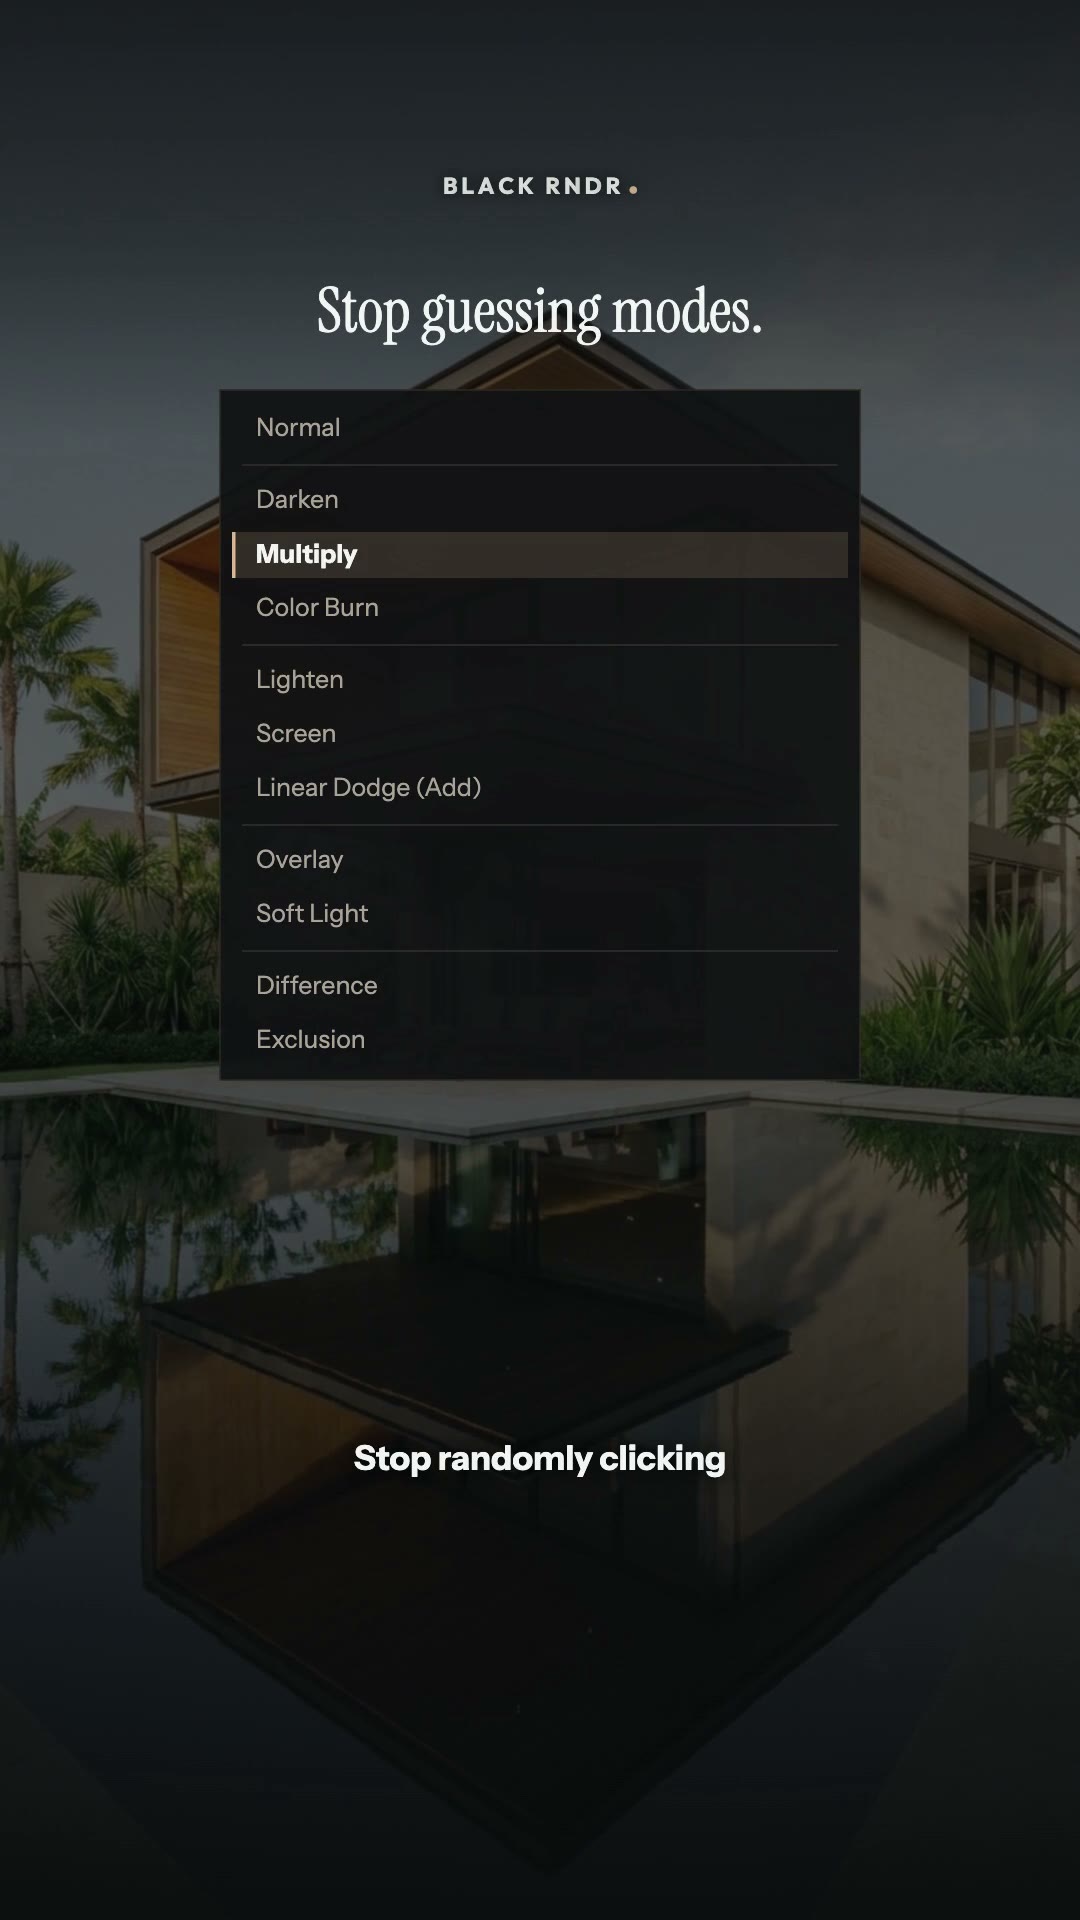 BLACK RNDR.
Stop guessing modes.
Normal
Darken
Multiply
Color Burn
Lighten
Screen
Linear Dodge (Add)
Overlay
Soft Light
Difference
Exclusion
Stop randomly clicking